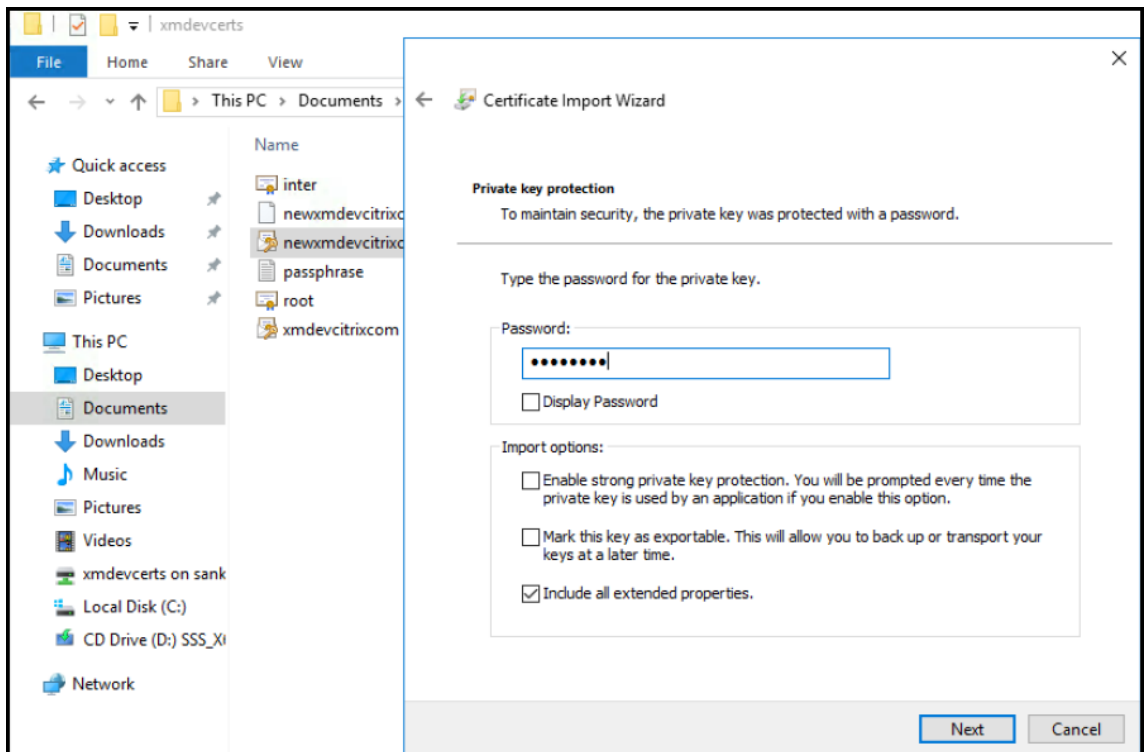 xmdevcerts
File Home Share View
This PC Documents
Name
Quick access
Desktop
Downloads
Documents
Pictures
This PC
Desktop
Documents
Downloads
Music
Pictures
Videos
xmdevcerts on sank
Local Disk (C:)
CD Drive (D:) SSS_X
Network
inter
newxmdevcitrixc
newxmdevcitrixc
passphrase
root
xmdevcitrixcom
Certificate Import Wizard
Private key protection
To maintain security, the private key was protected with a password.
Type the password for the private key.
Password:
••••••••
Display Password
Import options:
Enable strong private key protection. You will be prompted every time the
private key is used by an application if you enable this option.
Mark this key as exportable. This will allow you to back up or transport your
keys at a later time.
Include all extended properties.
Next Cancel